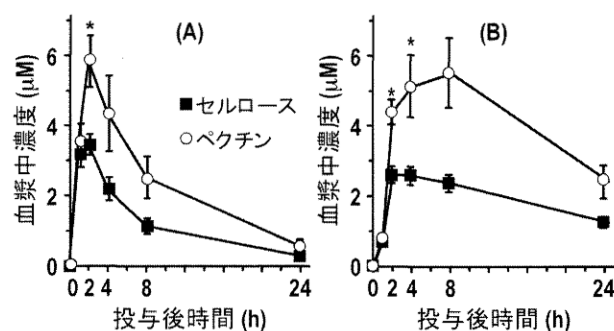 (A)
血漿中濃度 (μM)
6
4
2
0
*
■ セルロース
○ ペクチン
0 2 4 8 24
投与後時間 (h)
(B)
血漿中濃度 (μM)
6
4
2
0
* *
0 2 4 8 24
投与後時間 (h)